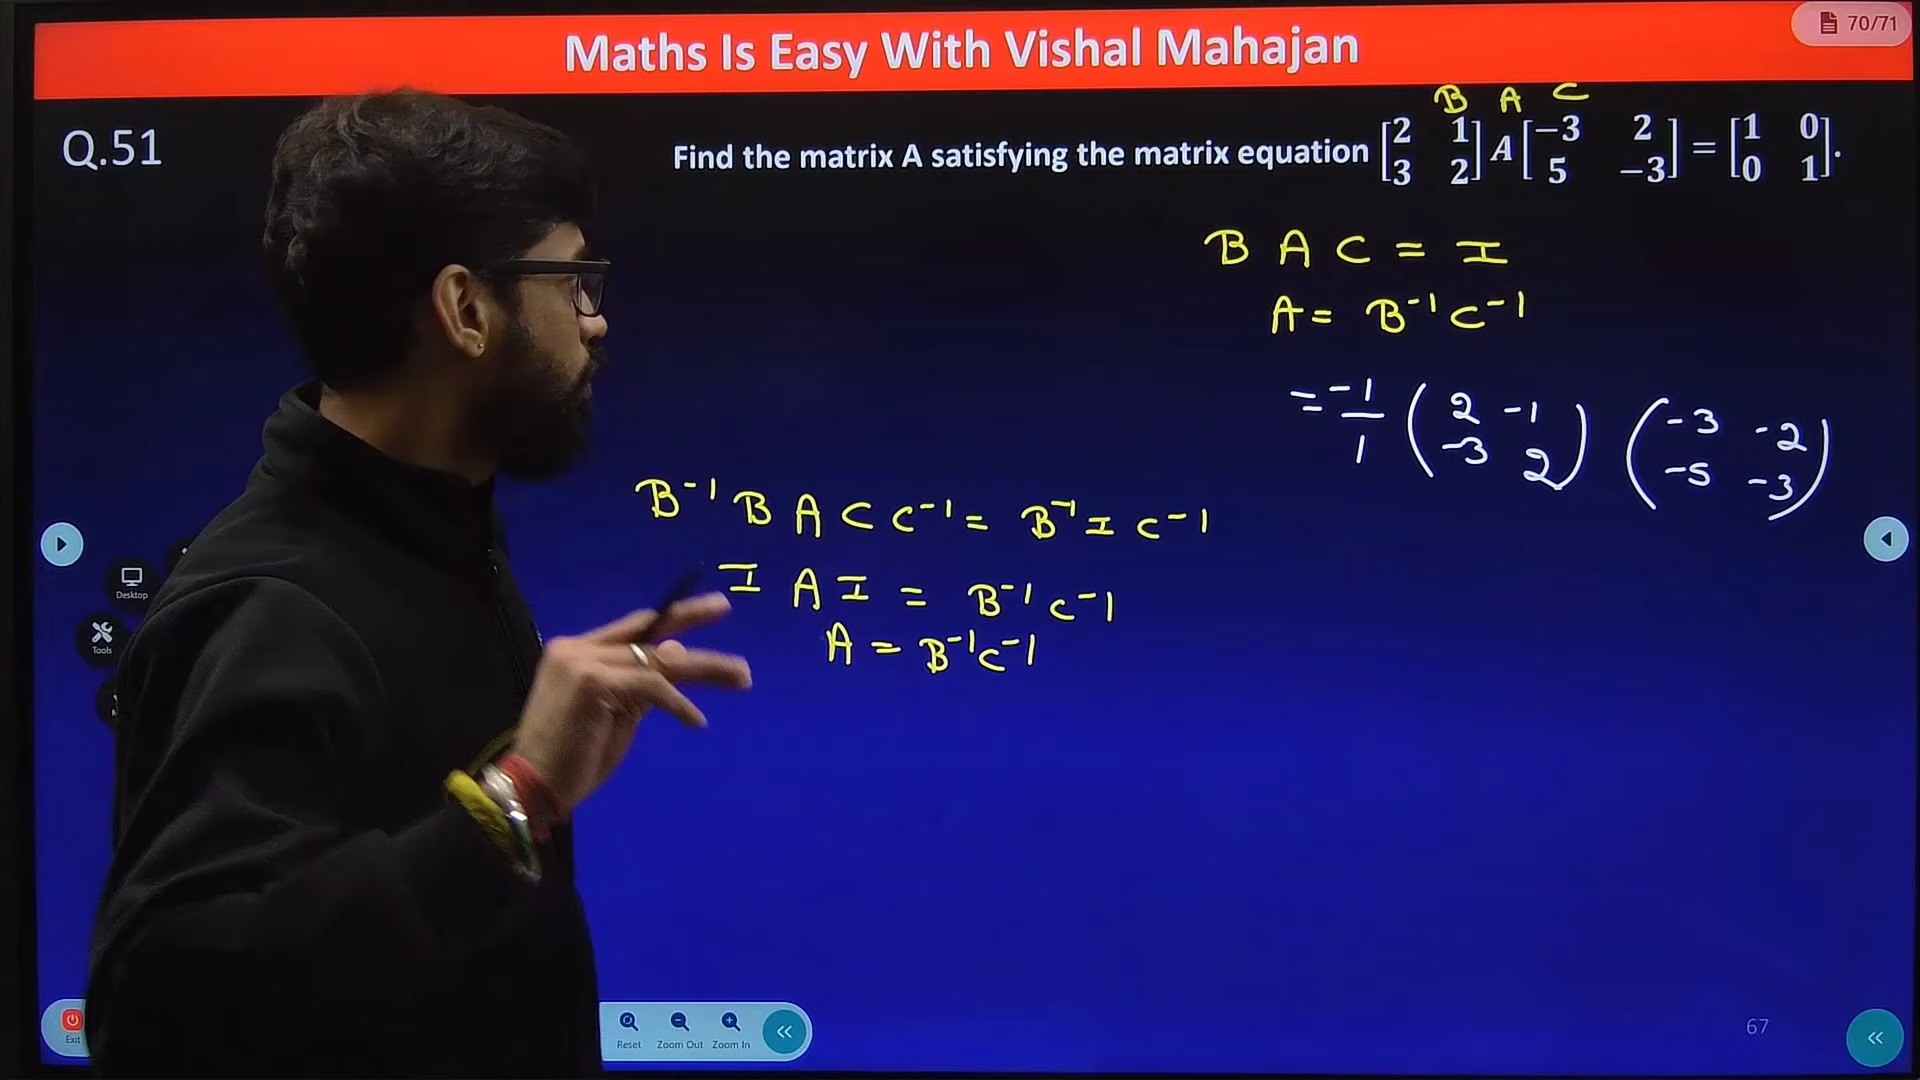 Maths Is Easy With Vishal Mahajan
70/71
B A C
Q.51
Find the matrix A satisfying the matrix equation [2 1 3 2] A [−3 2 5 −3] = [1 0 0 1].
B A C = I
A = B⁻¹ C⁻¹
= -1/1 (2 -1 -3 2) (-3 -2 -5 -3)
B⁻¹ B A C C⁻¹ = B⁻¹ I C⁻¹
I A I = B⁻¹ C⁻¹
A = B⁻¹ C⁻¹
Desktop
Tools
Exit
Reset
Zoom Out
Zoom In
67